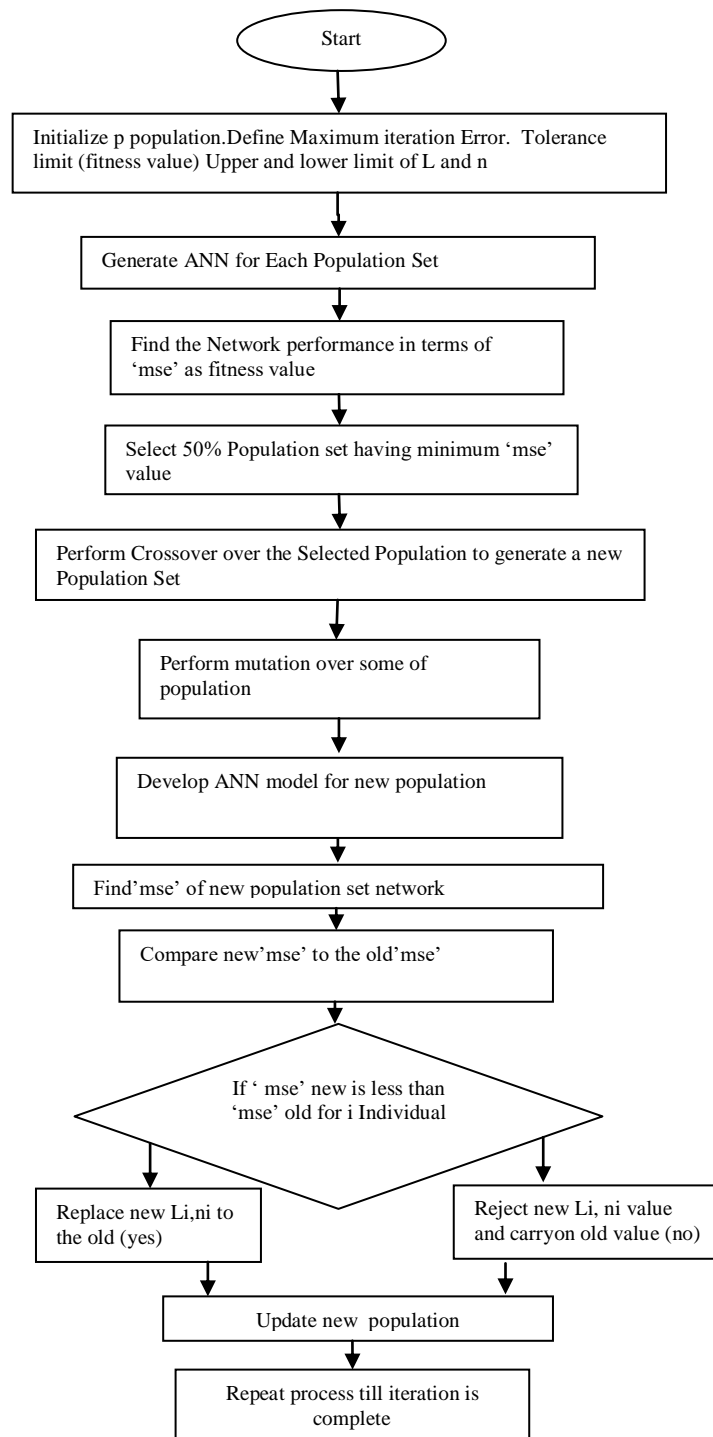 Start
Initialize p population.Define Maximum iteration Error. Tolerance
limit (fitness value) Upper and lower limit of L and n
Generate ANN for Each Population Set
Find the Network performance in terms of
‘mse’ as fitness value
Select 50% Population set having minimum ‘mse’
value
Perform Crossover over the Selected Population to generate a new
Population Set
Perform mutation over some of
population
Develop ANN model for new population
Find’mse’ of new population set network
Compare new’mse’ to the old’mse’
If ‘ mse’ new is less than
‘mse’ old for i Individual
Replace new Li,ni to
the old (yes)
Reject new Li, ni value
and carryon old value (no)
Update new population
Repeat process till iteration is
complete